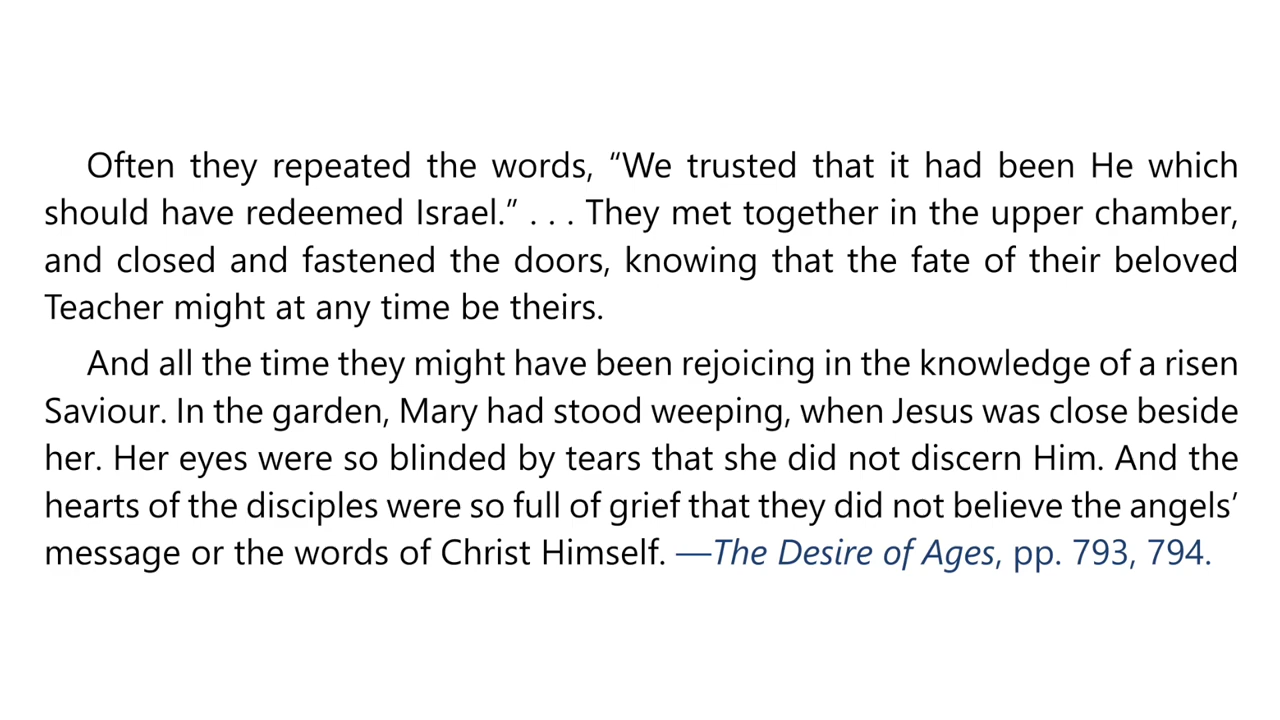 Often they repeated the words, “We trusted that it had been He which
should have redeemed Israel.” . . . They met together in the upper chamber,
and closed and fastened the doors, knowing that the fate of their beloved
Teacher might at any time be theirs.
And all the time they might have been rejoicing in the knowledge of a risen
Saviour. In the garden, Mary had stood weeping, when Jesus was close beside
her. Her eyes were so blinded by tears that she did not discern Him. And the
hearts of the disciples were so full of grief that they did not believe the angels’
message or the words of Christ Himself. —The Desire of Ages, pp. 793, 794.